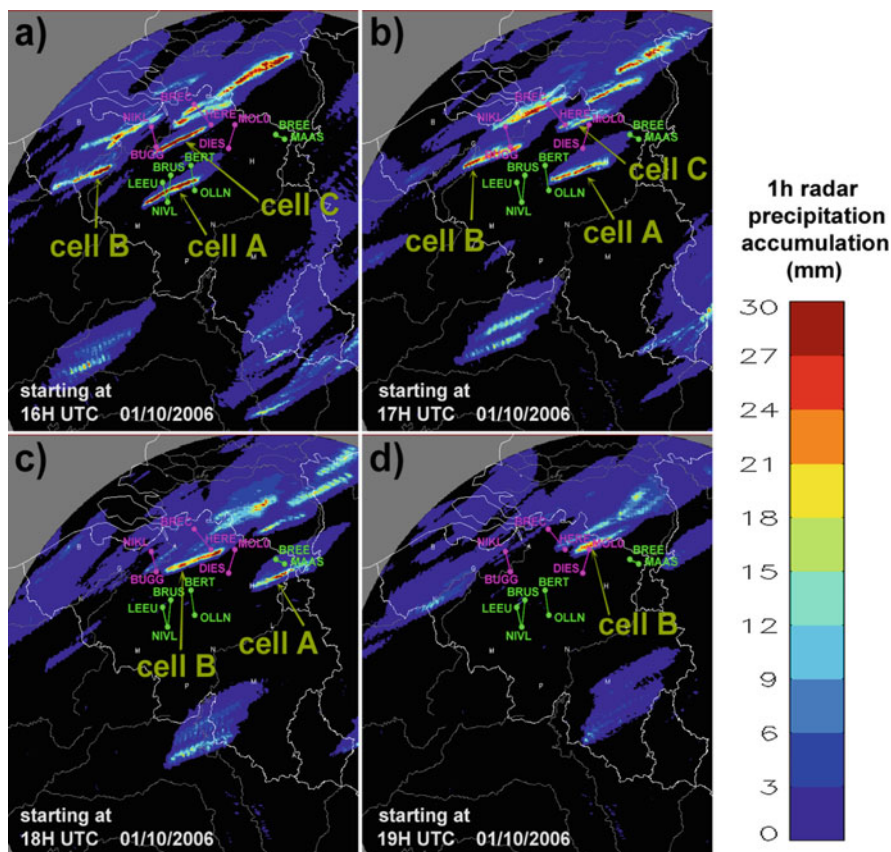 a)
BREC
HERE
MOL0
NIKL
BREE
MAAS
BUGG
DIES
BERT
BRUS
LEEU
OLLN
NIVL
cell C
cell B
cell A
starting at
16H UTC 01/10/2006
b)
BREC
HERE
MOL0
NIKL
BREE
MAAS
BUGG
DIES
BERT
BRUS
LEEU
OLLN
NIVL
cell C
cell B
cell A
starting at
17H UTC 01/10/2006
c)
BREC
HERE
MOL0
NIKL
BREE
MAAS
DIES
BUGG
BERT
BRUS
LEEU
OLLN
NIVL
cell A
cell B
starting at
18H UTC 01/10/2006
d)
BREC
HERE
MOL0
NIKL
BREE
MAAS
DIES
BUGG
BERT
BRUS
LEEU
OLLN
NIVL
cell B
starting at
19H UTC 01/10/2006
1h radar
precipitation
accumulation
(mm)
30
27
24
21
18
15
12
9
6
3
0